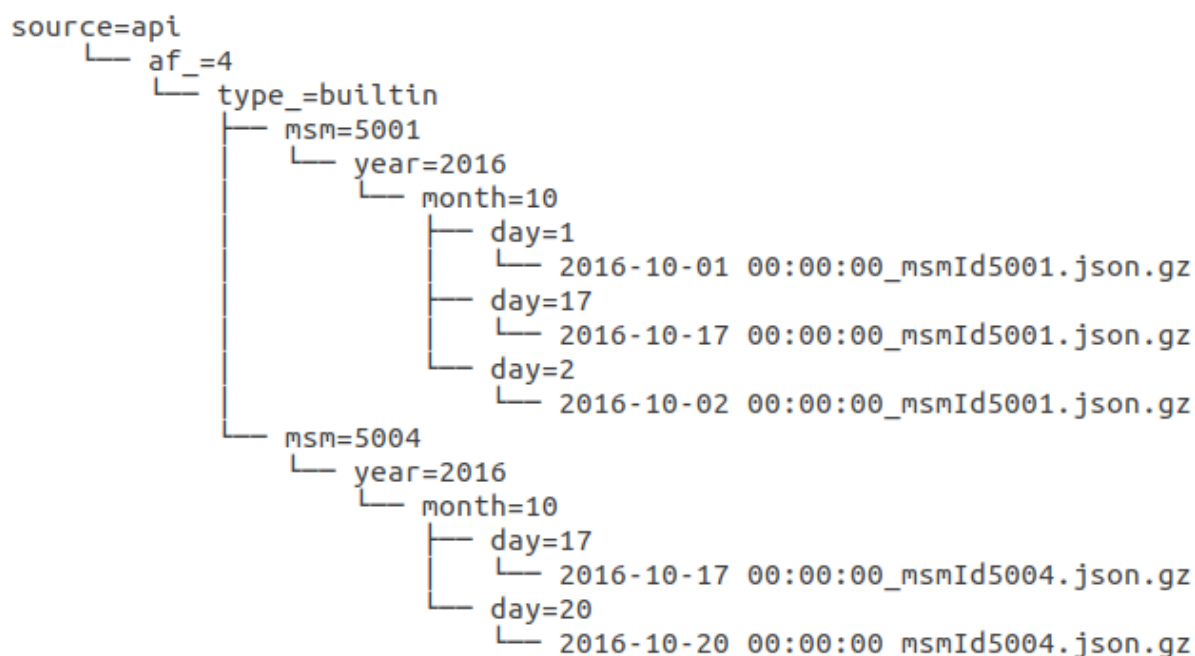 source=api
└── af_=4
└── type_=builtin
├── msm=5001
│ └── year=2016
│ └── month=10
│ ├── day=1
│ │ └── 2016-10-01 00:00:00_msmId5001.json.gz
│ ├── day=17
│ │ └── 2016-10-17 00:00:00_msmId5001.json.gz
│ └── day=2
│ └── 2016-10-02 00:00:00_msmId5001.json.gz
└── msm=5004
└── year=2016
└── month=10
├── day=17
│ └── 2016-10-17 00:00:00_msmId5004.json.gz
└── day=20
└── 2016-10-20 00:00:00 msmId5004.json.gz